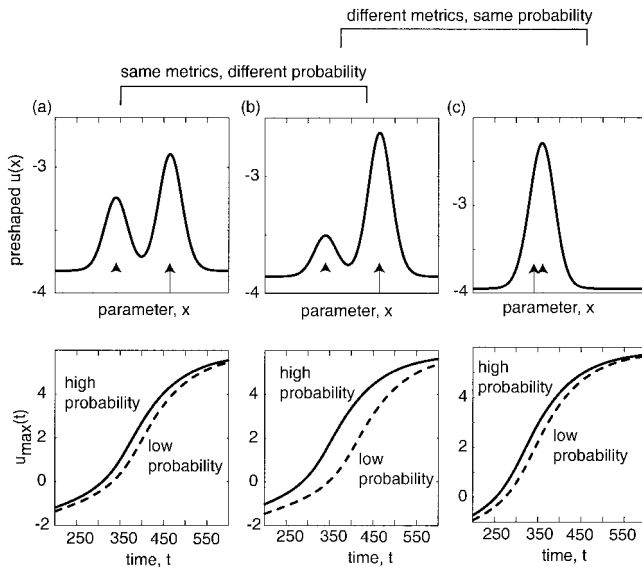 different metrics, same probability
same metrics, different probability
(a)
(b)
(c)
preshaped u(x)
-3
-4
-3
-4
-3
-4
parameter, x
parameter, x
parameter, x
umax(t)
4
2
0
-2
high
probability
low
probability
250 350 450 550
time, t
4
2
0
-2
high
probability
low
probability
250 350 450 550
time, t
4
2
0
high
probability
low
probability
250 350 450 550
time, t